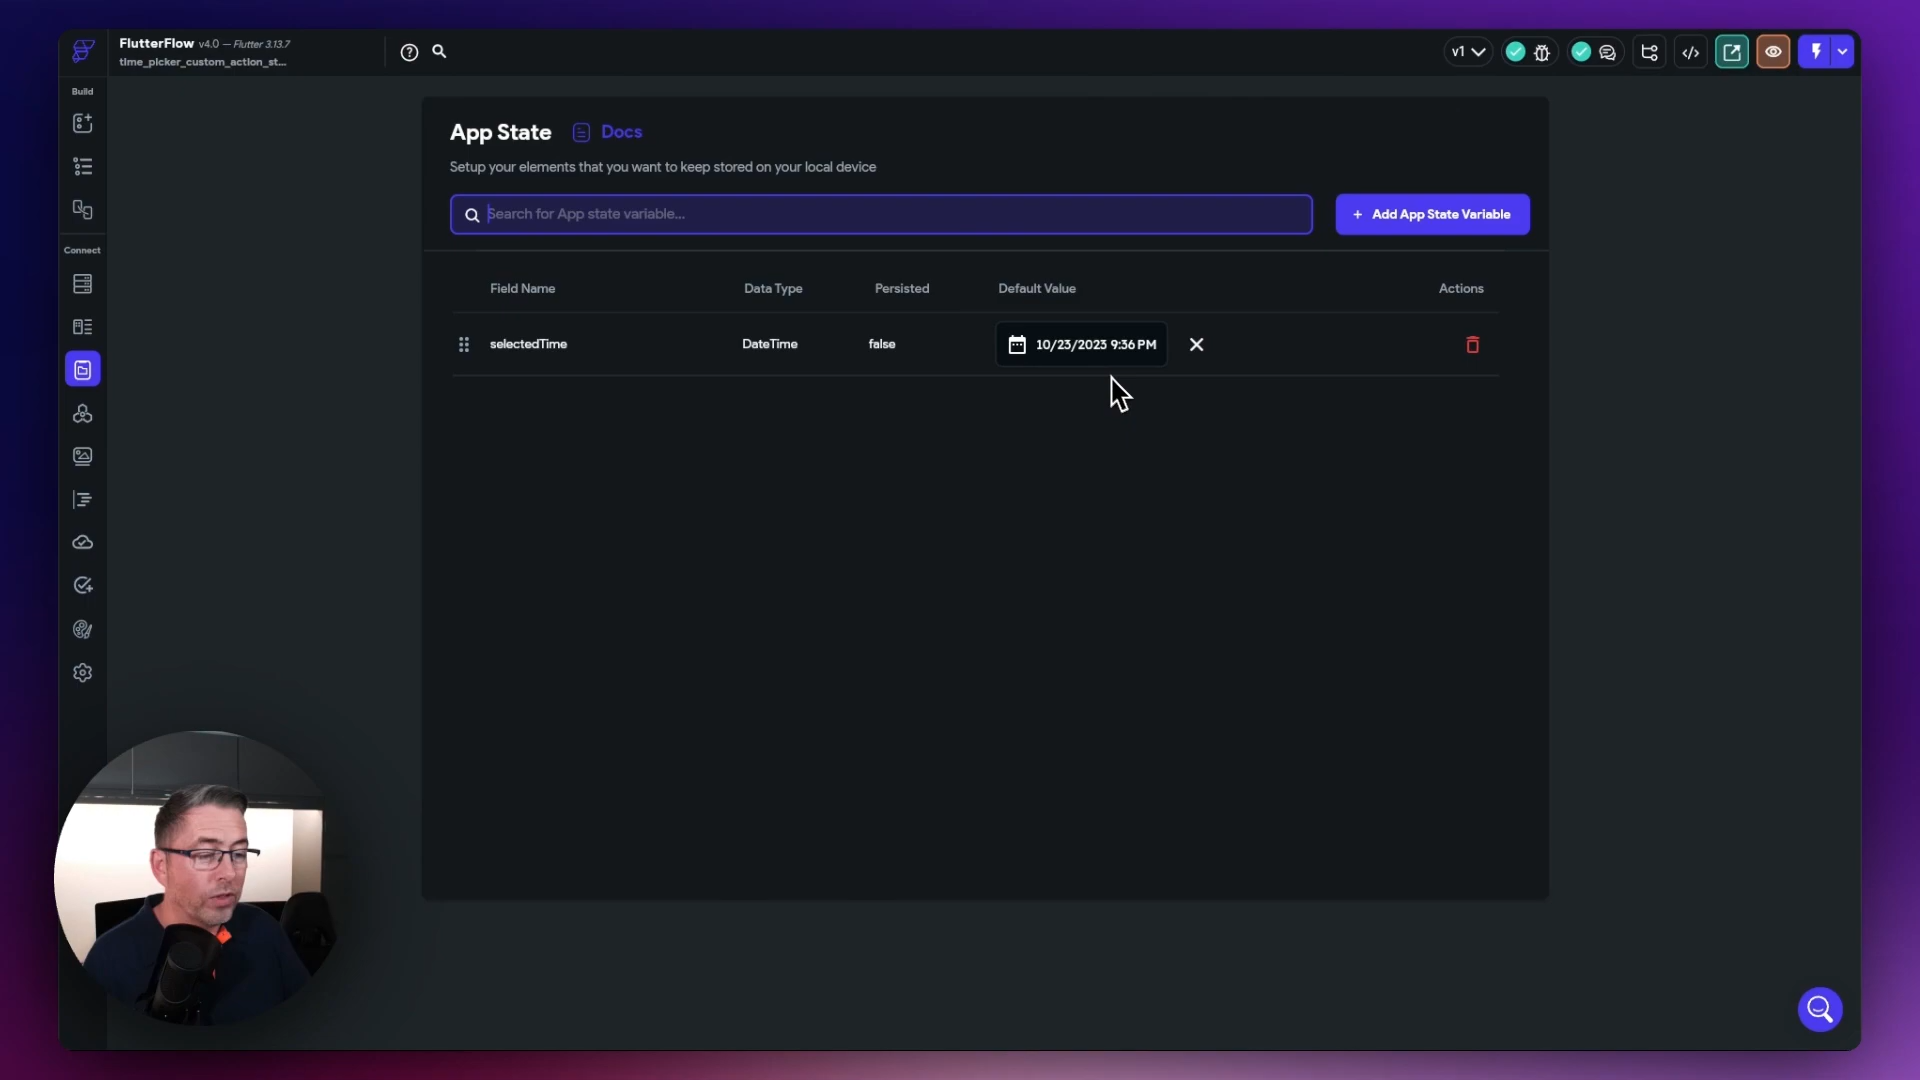 FlutterFlow v4.0 — Flutter 3.13.7
time_picker_custom_action_st...
v1
Build
Connect
App State Docs
Setup your elements that you want to keep stored on your local device
Search for App state variable...
+ Add App State Variable
Field Name Data Type Persisted Default Value Actions
selectedTime DateTime false 10/23/2023 9:36 PM